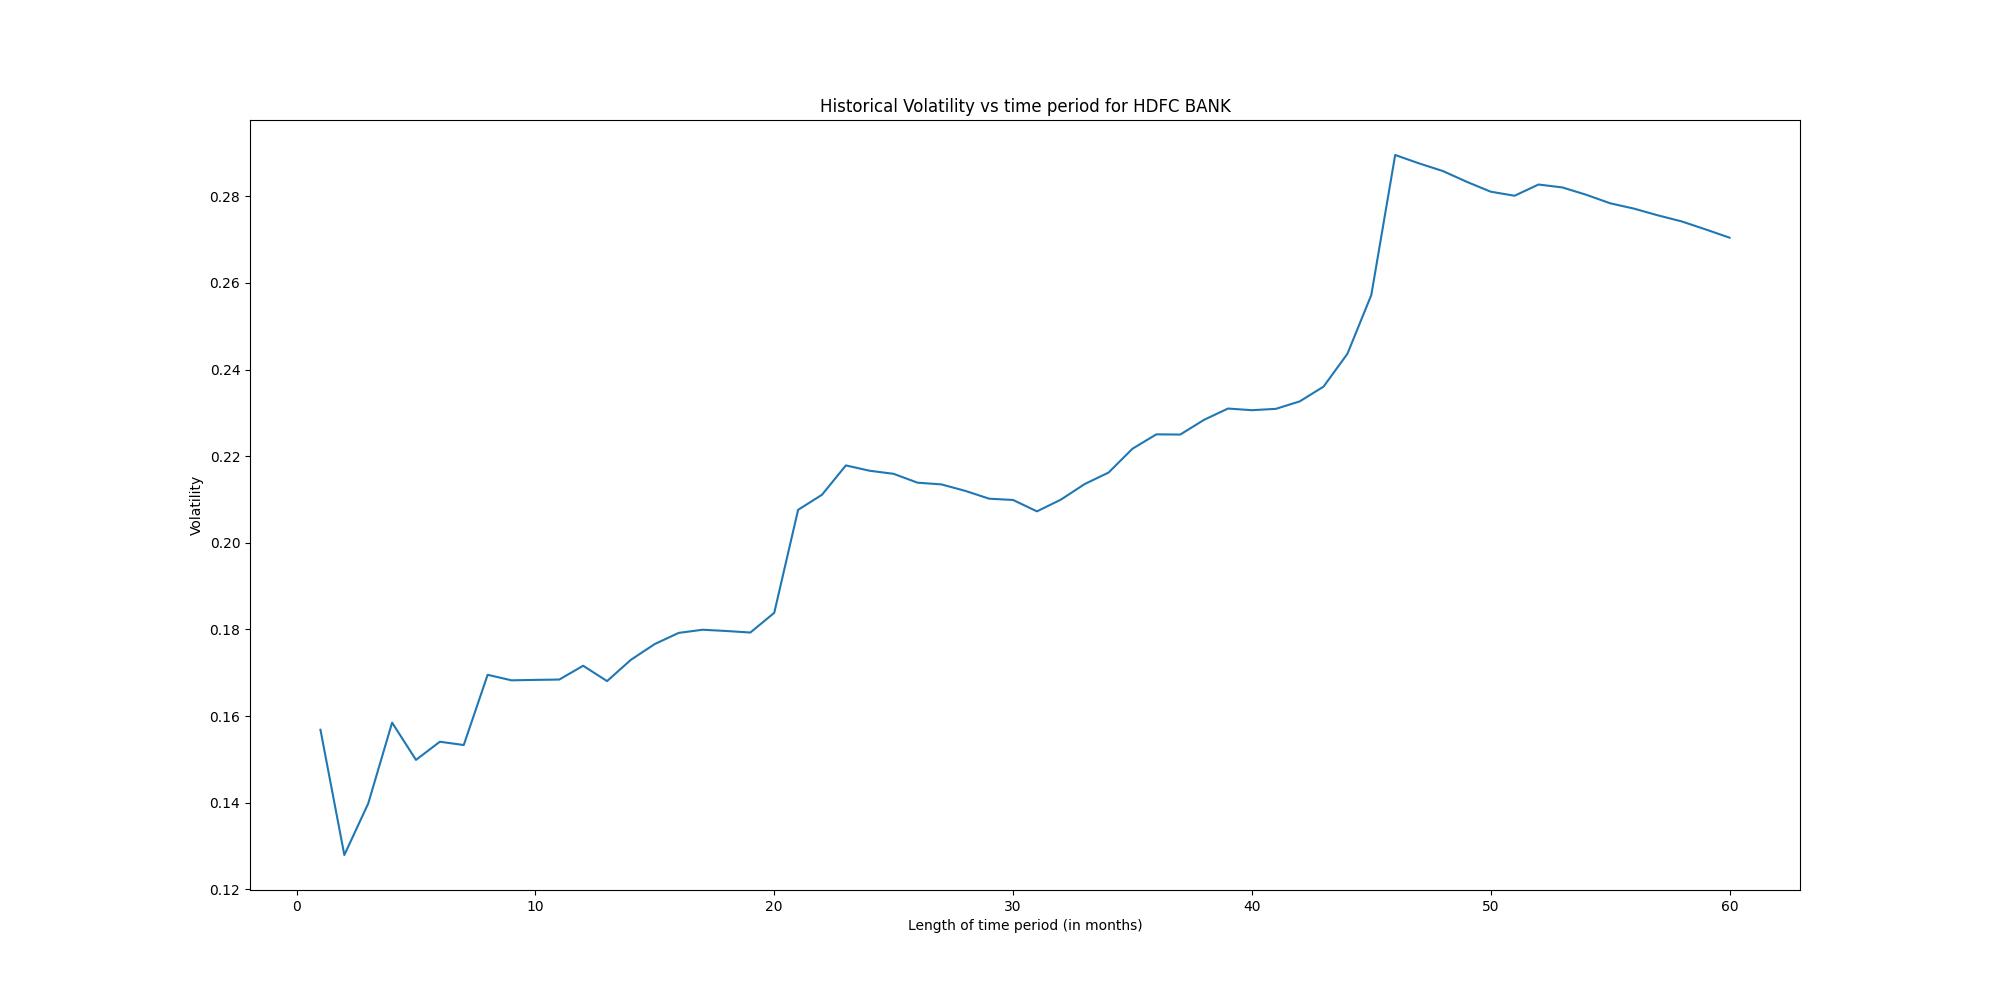 Historical Volatility vs time period for HDFC BANK
0.28
0.26
0.24
0.22
0.20
0.18
0.16
0.14
0.12
Volatility
0 10 20 30 40 50 60
Length of time period (in months)